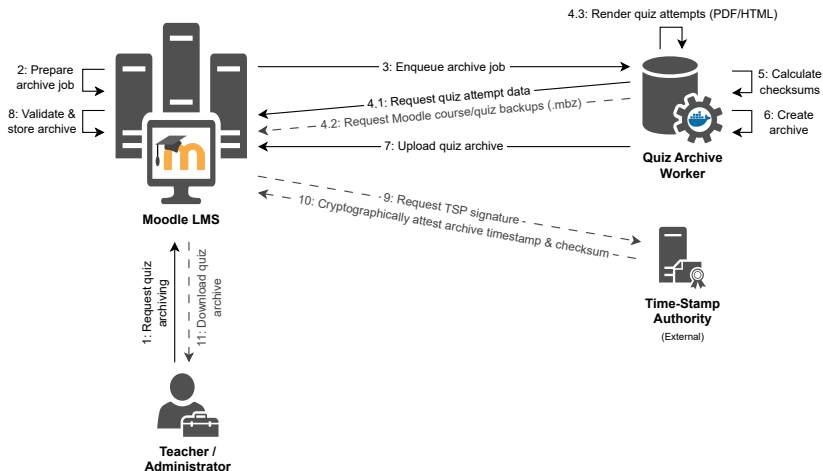 4.3: Render quiz attempts (PDF/HTML)
2: Prepare
archive job
3: Enqueue archive job
5: Calculate
checksums
4.1: Request quiz attempt data
4.2: Request Moodle course/quiz backups (.mbz)
8: Validate &
store archive
6: Create
archive
7: Upload quiz archive
m
Quiz Archive
Worker
Moodle LMS
9: Request TSP signature
10: Cryptographically attest archive timestamp & checksum
1: Request quiz
archiving
11: Download quiz
archive
Time-Stamp
Authority
(External)
Teacher /
Administrator